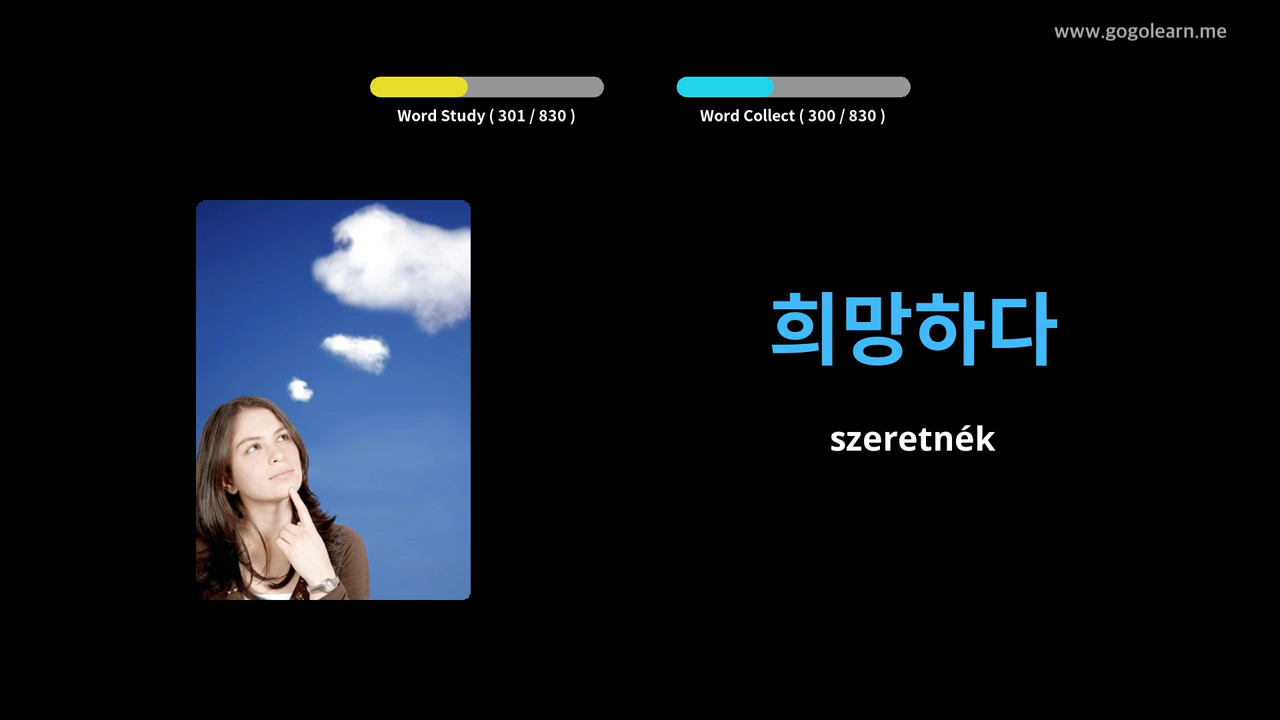 www.gogolearn.me
Word Study ( 301 / 830 )
Word Collect ( 300 / 830 )
희망하다
szeretnék